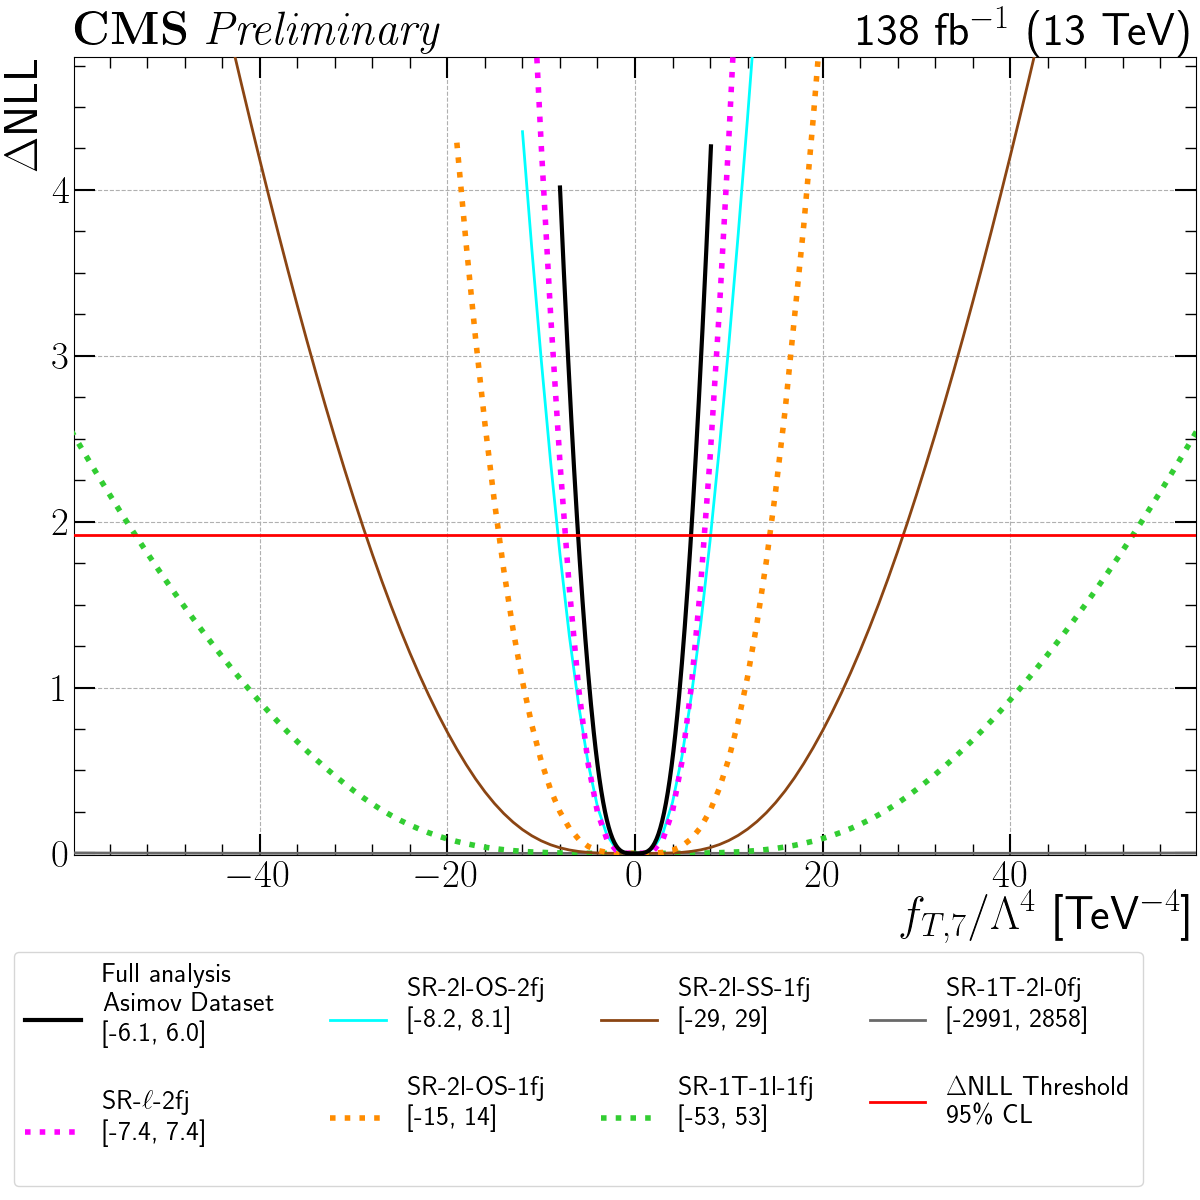 CMS Preliminary 138 fb⁻¹ (13 TeV)
ΔNLL
4
3
2
1
0
−40 −20 0 20 40
f_{T,7}/Λ⁴ [TeV⁻⁴]
Full analysis
Asimov Dataset
[-6.1, 6.0]
SR-ℓ-2fj
[-7.4, 7.4]
SR-2l-OS-2fj
[-8.2, 8.1]
SR-2l-OS-1fj
[-15, 14]
SR-2l-SS-1fj
[-29, 29]
SR-1T-1l-1fj
[-53, 53]
SR-1T-2l-0fj
[-2991, 2858]
ΔNLL Threshold
95% CL